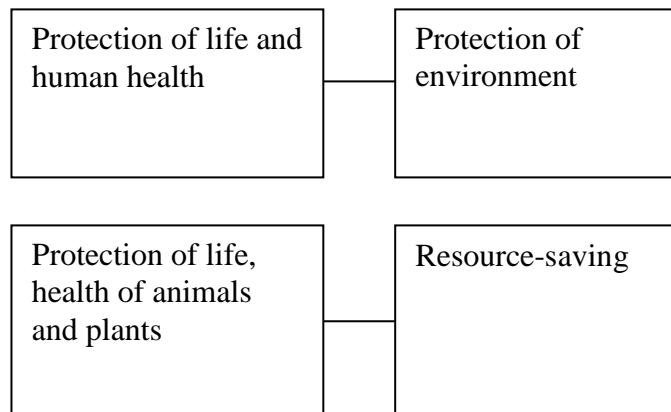 Protection of life and
human health
Protection of
environment
Protection of life,
health of animals
and plants
Resource-saving